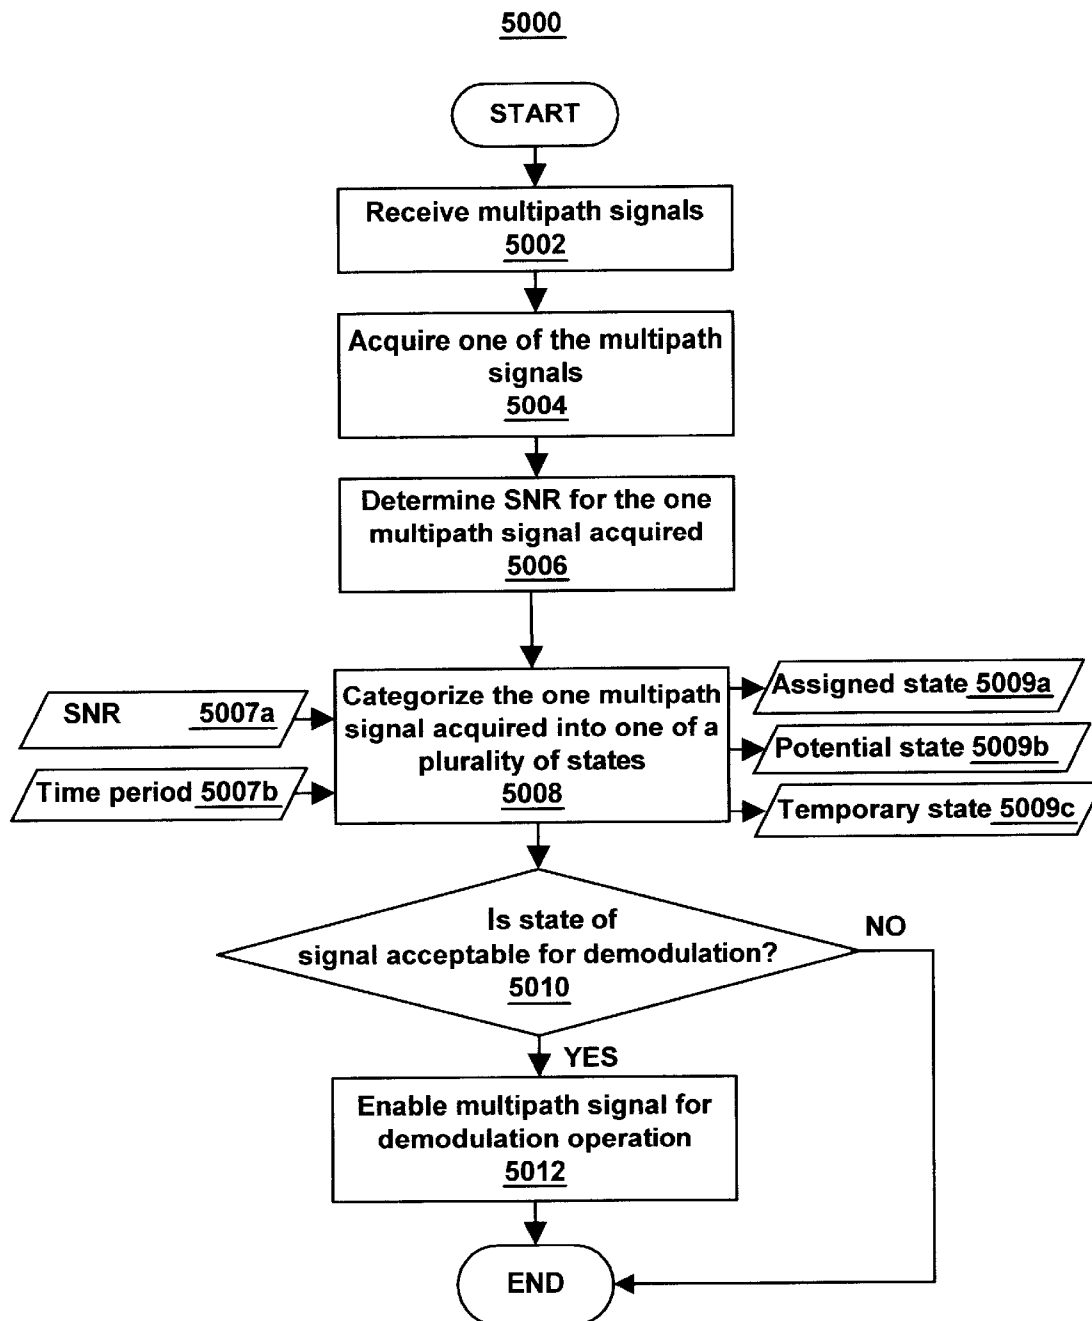 5000
START
Receive multipath signals
5002
Acquire one of the multipath
signals
5004
Determine SNR for the one
multipath signal acquired
5006
SNR 5007a
Time period 5007b
Categorize the one multipath
signal acquired into one of a
plurality of states
5008
Assigned state 5009a
Potential state 5009b
Temporary state 5009c
Is state of
signal acceptable for demodulation?
5010
NO
YES
Enable multipath signal for
demodulation operation
5012
END